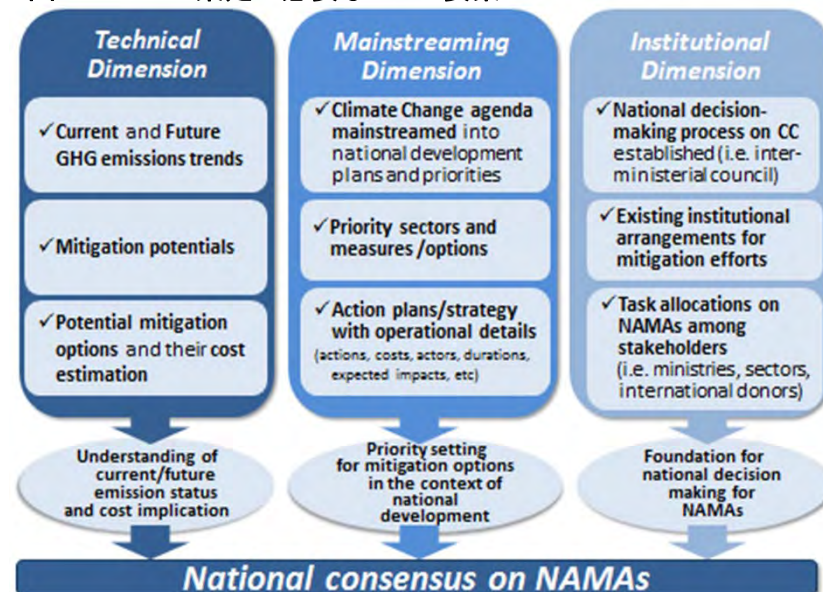 Technical
Dimension
✓Current and Future
GHG emissions trends
✓Mitigation potentials
✓Potential mitigation
options and their cost
estimation
Understanding of
current/future
emission status
and cost implication
Mainstreaming
Dimension
✓Climate Change agenda
mainstreamed into
national development
plans and priorities
✓Priority sectors and
measures/options
✓Action plans/strategy
with operational details
(actions, costs, actors, durations,
expected impacts, etc)
Priority setting
for mitigation options
in the context of
national
development
Institutional
Dimension
✓National decision-
making process on CC
established (i.e. inter-
ministerial council)
✓Existing institutional
arrangements for
mitigation efforts
✓Task allocations on
NAMAs among
stakeholders
(i.e. ministries, sectors,
international donors)
Foundation for
national decision
making for
NAMAs
National consensus on NAMAs